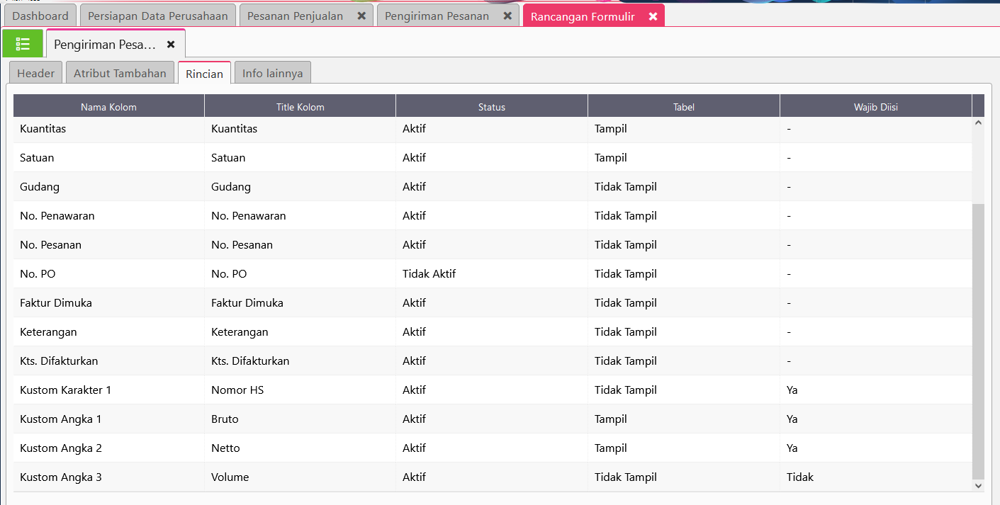 Dashboard Persiapan Data Perusahaan Pesanan Penjualan Pengiriman Pesanan Rancangan Formulir
Pengiriman Pesa...
Header Atribut Tambahan Rincian Info lainnya
Nama Kolom Title Kolom Status Tabel Wajib Diisi
Kuantitas Kuantitas Aktif Tampil -
Satuan Satuan Aktif Tampil -
Gudang Gudang Aktif Tidak Tampil -
No. Penawaran No. Penawaran Aktif Tidak Tampil -
No. Pesanan No. Pesanan Aktif Tidak Tampil -
No. PO No. PO Tidak Aktif Tidak Tampil -
Faktur Dimuka Faktur Dimuka Aktif Tidak Tampil -
Keterangan Keterangan Aktif Tidak Tampil -
Kts. Difakturkan Kts. Difakturkan Aktif Tidak Tampil -
Kustom Karakter 1 Nomor HS Aktif Tidak Tampil Ya
Kustom Angka 1 Bruto Aktif Tampil Ya
Kustom Angka 2 Netto Aktif Tampil Ya
Kustom Angka 3 Volume Aktif Tidak Tampil Tidak